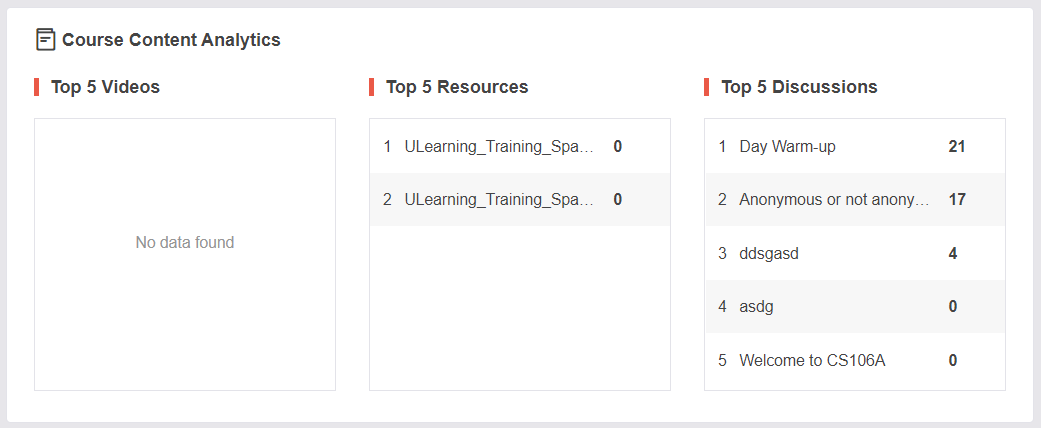 Course Content Analytics
Top 5 Videos
No data found
Top 5 Resources
1 ULearning_Training_Spa… 0
2 ULearning_Training_Spa… 0
Top 5 Discussions
1 Day Warm-up 21
2 Anonymous or not anony… 17
3 ddsgasd 4
4 asdg 0
5 Welcome to CS106A 0